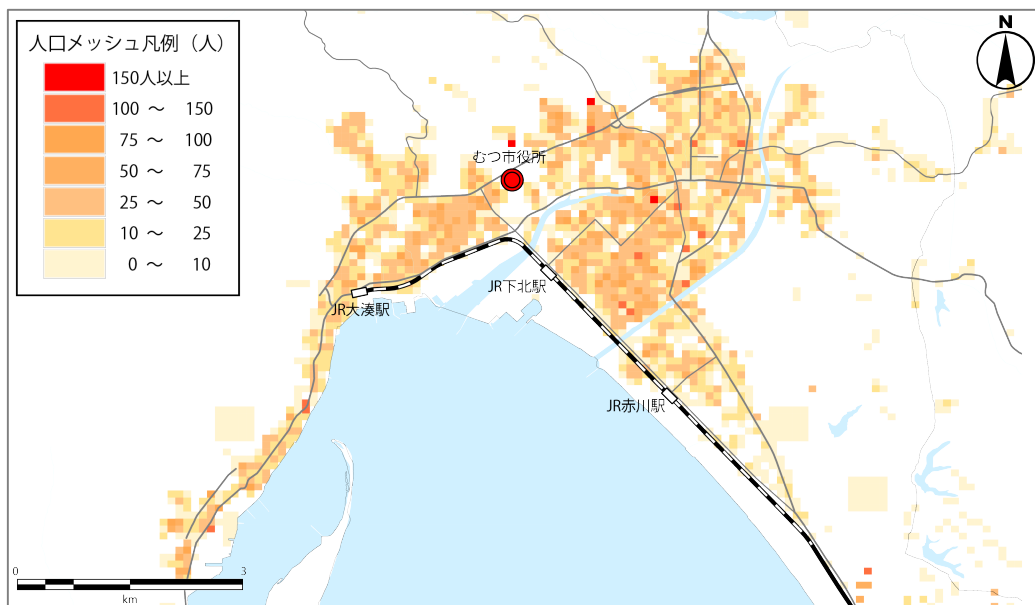 人口メッシュ凡例（人）
150人以上
100 ～ 150
75 ～ 100
50 ～ 75
25 ～ 50
10 ～ 25
0 ～ 10
N
むつ市役所
JR下北駅
JR大湊駅
JR赤川駅
0 3
km